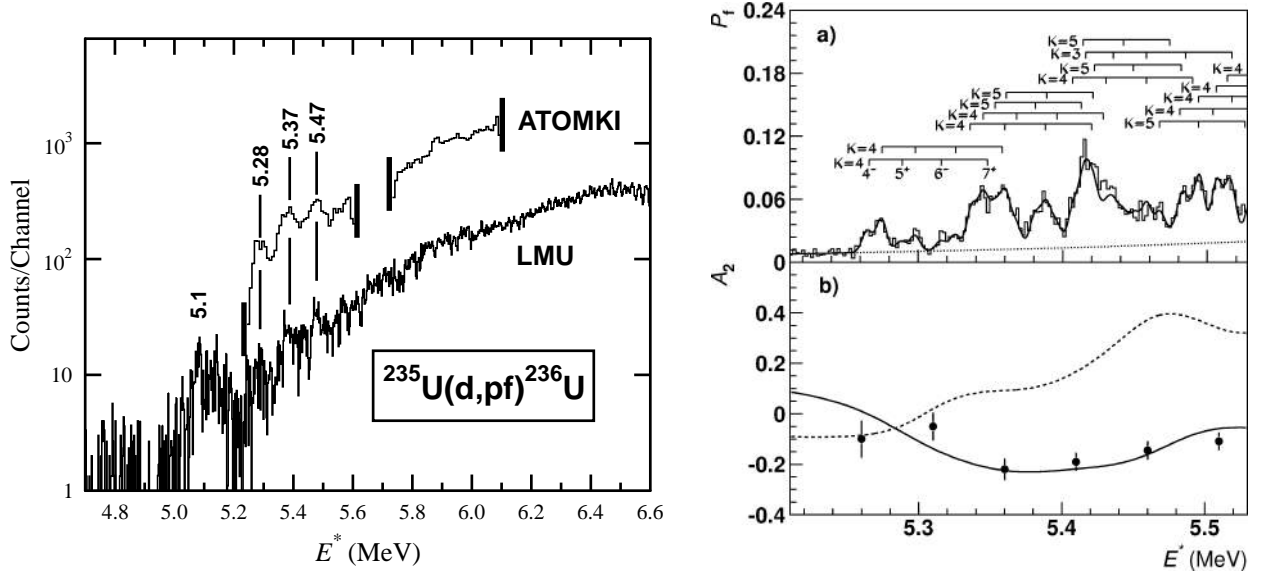 10³
10²
10
1
Counts/Channel
5.1
5.28
5.37
5.47
ATOMKI
LMU
²³⁵U(d,pf)²³⁶U
4.8 5.0 5.2 5.4 5.6 5.8 6.0 6.2 6.4 6.6
E* (MeV)
P_f
0.24
0.18
0.12
0.06
0
a)
K=5
K=3
K=5
K=4
K=4
K=4
K=5
K=5
K=4
K=4
K=4
K=4
K=5
K=4
K=4
4⁻ 5⁺ 6⁻ 7⁺
A₂
b)
0.4
0.2
0
-0.2
-0.4
5.3 5.4 5.5
E* (MeV)